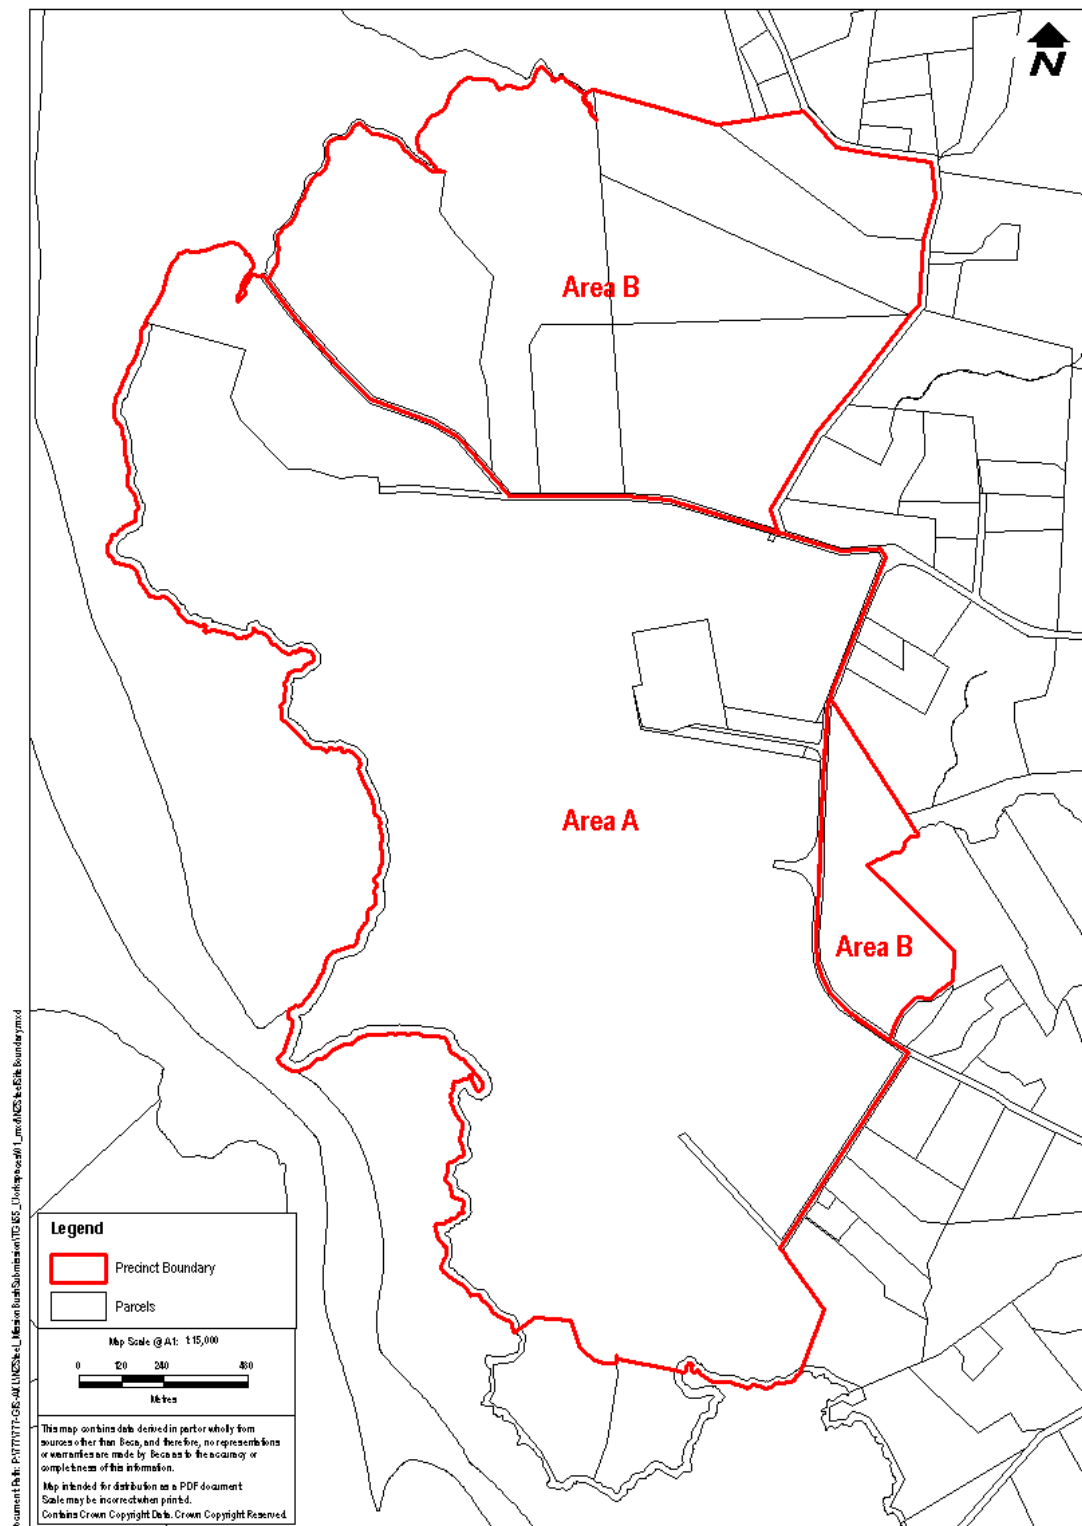 N
Area B
Area A
Area B
Legend
Precinct Boundary
Parcels
Map Scale @ A1: 1:15,000
0 120 240 480
Metres
This map contains data derived in part or wholly from
sources other than Beca, and therefore, no representations
or warranties are made by Beca as to the accuracy or
completeness of this information.
Map intended for distribution as a PDF document.
Scale may be incorrect when printed.
Contains Crown Copyright Data. Crown Copyright Reserved.